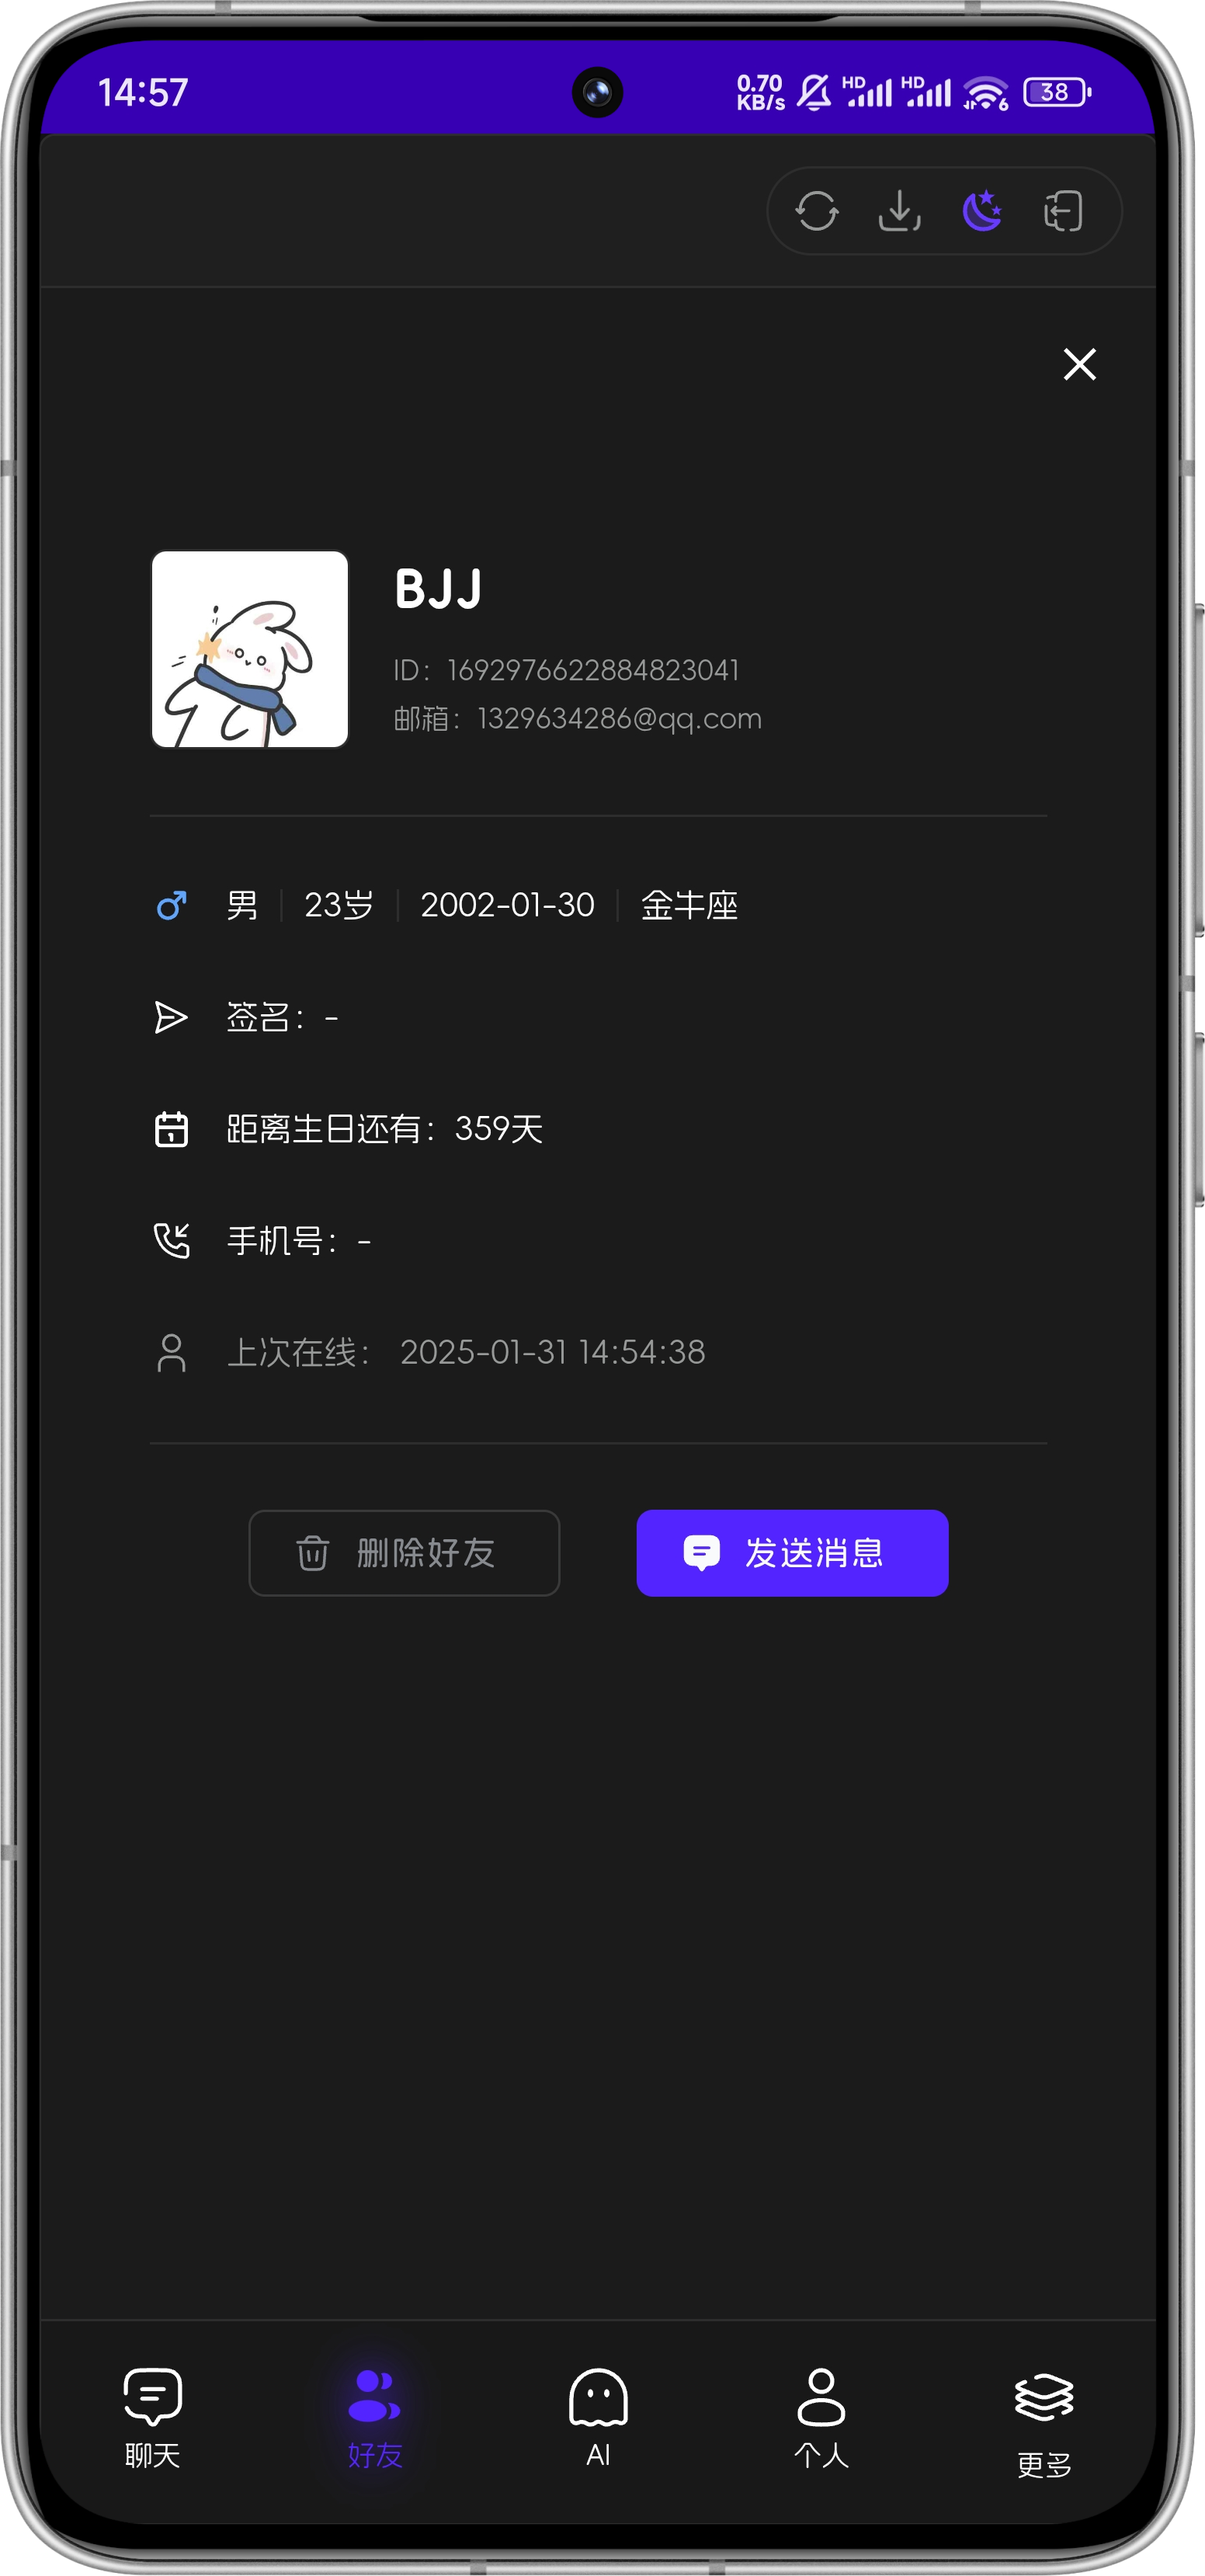 14:57
0.70
KB/s
HD
HD
6
38
BJJ
ID：1692976622884823041
邮箱：1329634286@qq.com
男 23岁 2002-01-30 金牛座
签名：-
距离生日还有：359天
手机号：-
上次在线： 2025-01-31 14:54:38
删除好友 发送消息
聊天 好友 AI 个人 更多